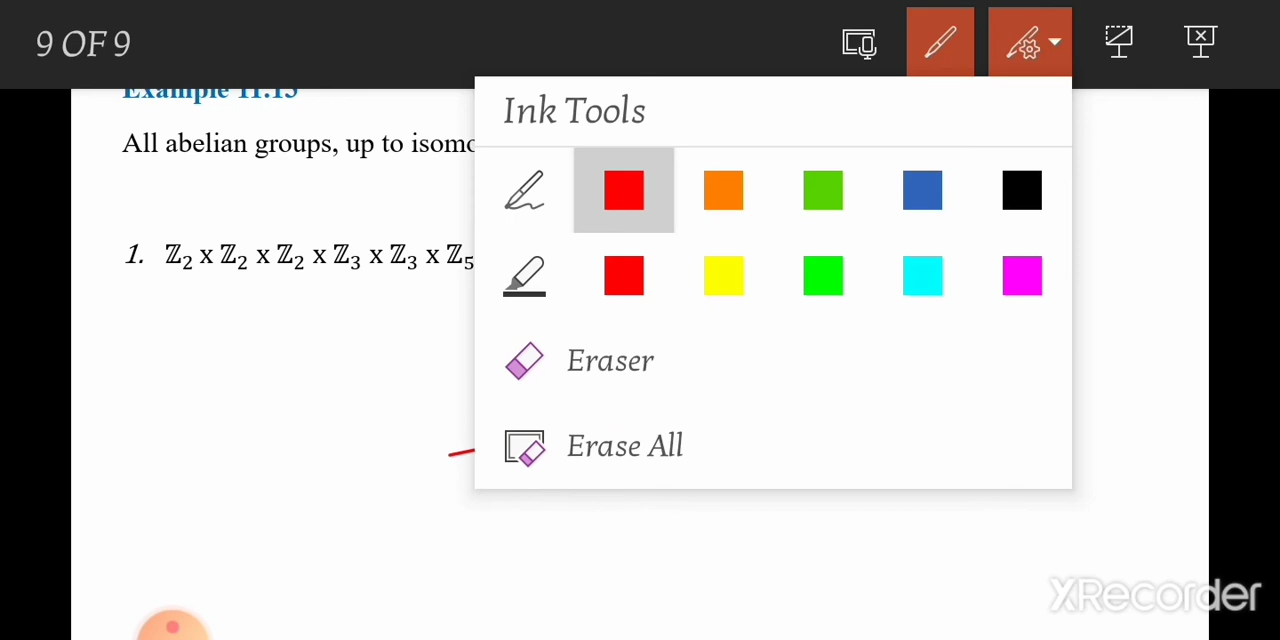 9 OF 9
Ink Tools
Example 11.13
All abelian groups, up to isomo
1. ℤ₂ x ℤ₂ x ℤ₂ x ℤ₃ x ℤ₃ x ℤ₅
Eraser
Erase All
XRecorder